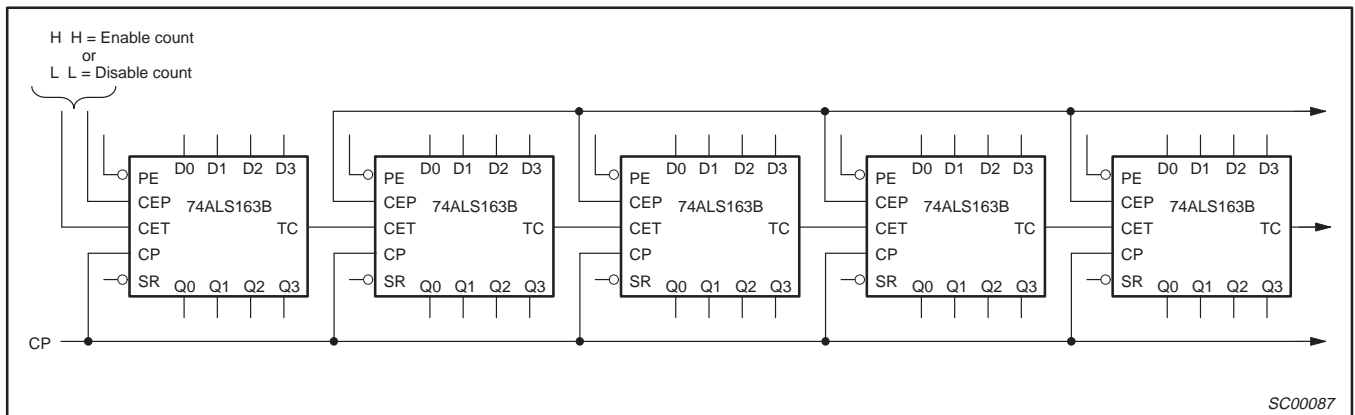 H H = Enable count
or
L L = Disable count
D0 D1 D2 D3
PE
CEP
74ALS163B
CET TC
CP
SR
Q0 Q1 Q2 Q3
D0 D1 D2 D3
PE
CEP
74ALS163B
CET TC
CP
SR
Q0 Q1 Q2 Q3
D0 D1 D2 D3
PE
CEP
74ALS163B
CET TC
CP
SR
Q0 Q1 Q2 Q3
D0 D1 D2 D3
PE
CEP
74ALS163B
CET TC
CP
SR
Q0 Q1 Q2 Q3
D0 D1 D2 D3
PE
CEP
74ALS163B
CET TC
CP
SR
Q0 Q1 Q2 Q3
CP
SC00087